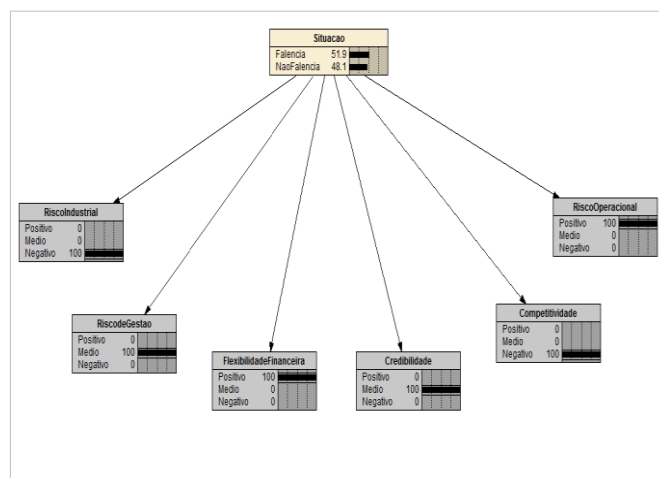 Situacao
Falencia 51.9
NaoFalencia 48.1
RiscoIndustrial
Positivo 0
Medio 0
Negativo 100
RiscoOperacional
Positivo 100
Medio 0
Negativo 0
RiscodeGestao
Positivo 0
Medio 100
Negativo 0
FlexibilidadeFinanceira
Positivo 100
Medio 0
Negativo 0
Credibilidade
Positivo 0
Medio 100
Negativo 0
Competitividade
Positivo 0
Medio 0
Negativo 100